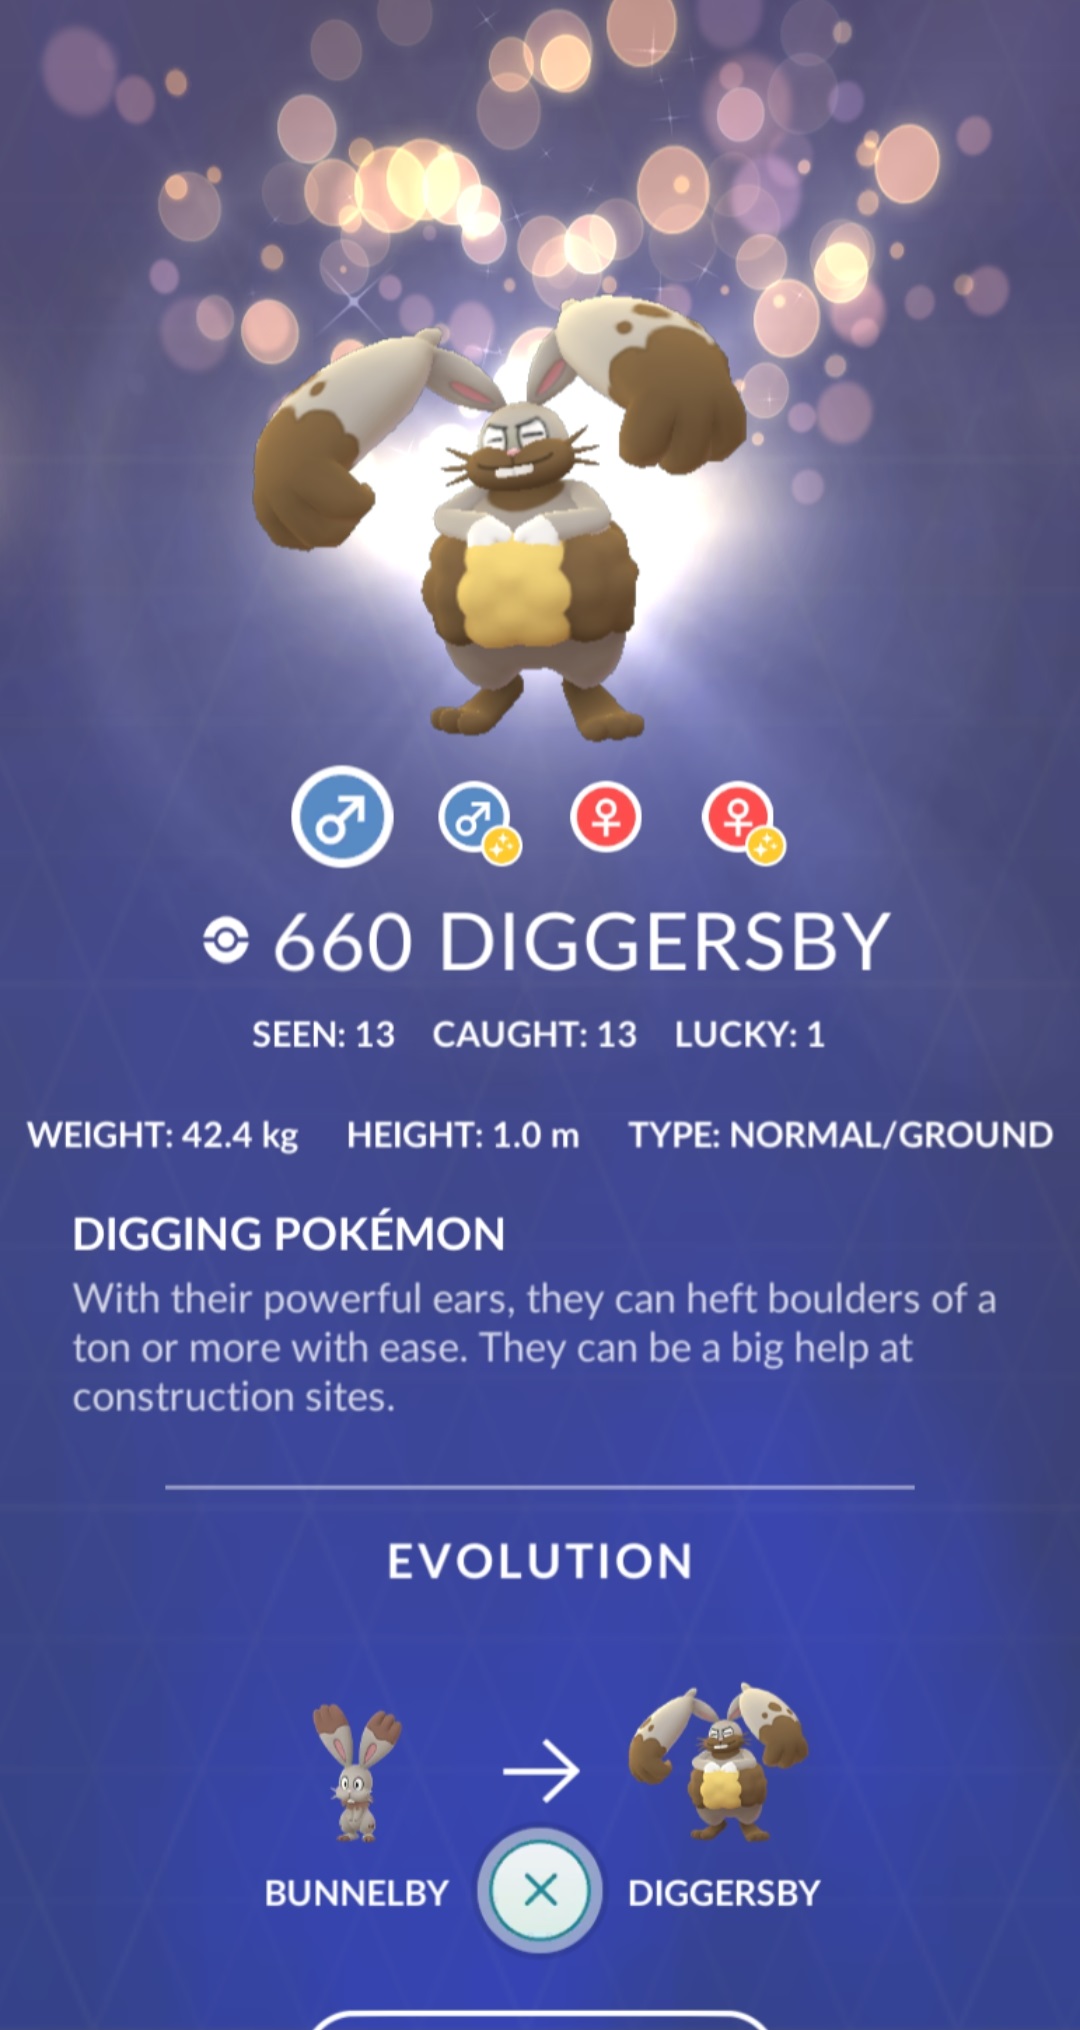 660 DIGGERSBY
SEEN: 13 CAUGHT: 13 LUCKY: 1
WEIGHT: 42.4 kg HEIGHT: 1.0 m TYPE: NORMAL/GROUND
DIGGING POKÉMON
With their powerful ears, they can heft boulders of a
ton or more with ease. They can be a big help at
construction sites.
EVOLUTION
BUNNELBY DIGGERSBY